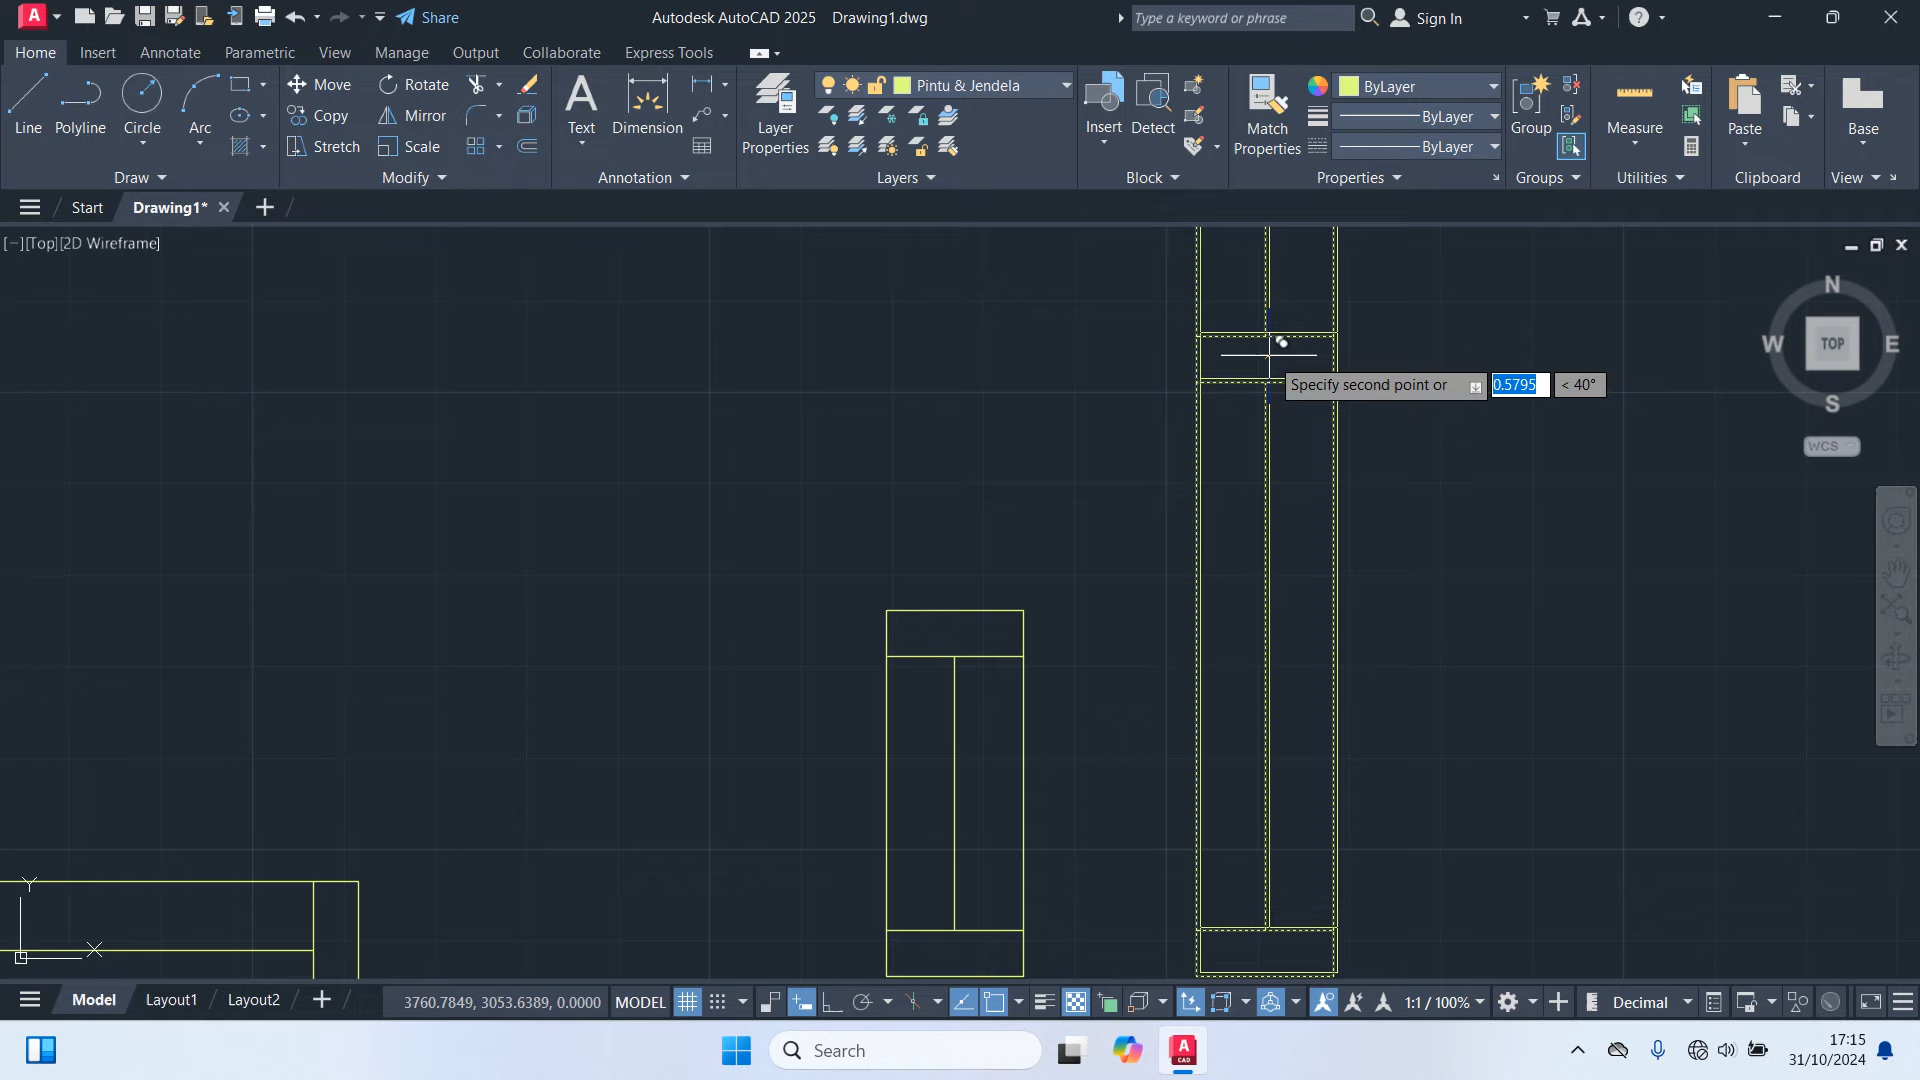 A Share Autodesk AutoCAD 2025 Drawing1.dwg Type a keyword or phrase Sign In
Home Insert Annotate Parametric View Manage Output Collaborate Express Tools
Line Polyline Circle Arc
Move Rotate
Copy Mirror
Stretch Scale
Text Dimension
Layer Properties
Pintu & Jendela
Insert Detect
Match Properties
ByLayer
ByLayer
ByLayer
Group Measure Paste Base
Draw Modify Annotation Layers Block Properties Groups Utilities Clipboard View
Start Drawing1*
[−][Top][2D Wireframe]
N
W TOP E
S
WCS
Specify second point or 0.5795 < 40°
Y
X
Model Layout1 Layout2 3760.7849, 3053.6389, 0.0000 MODEL 1:1 / 100% Decimal
Search
A CAD
17:15
31/10/2024